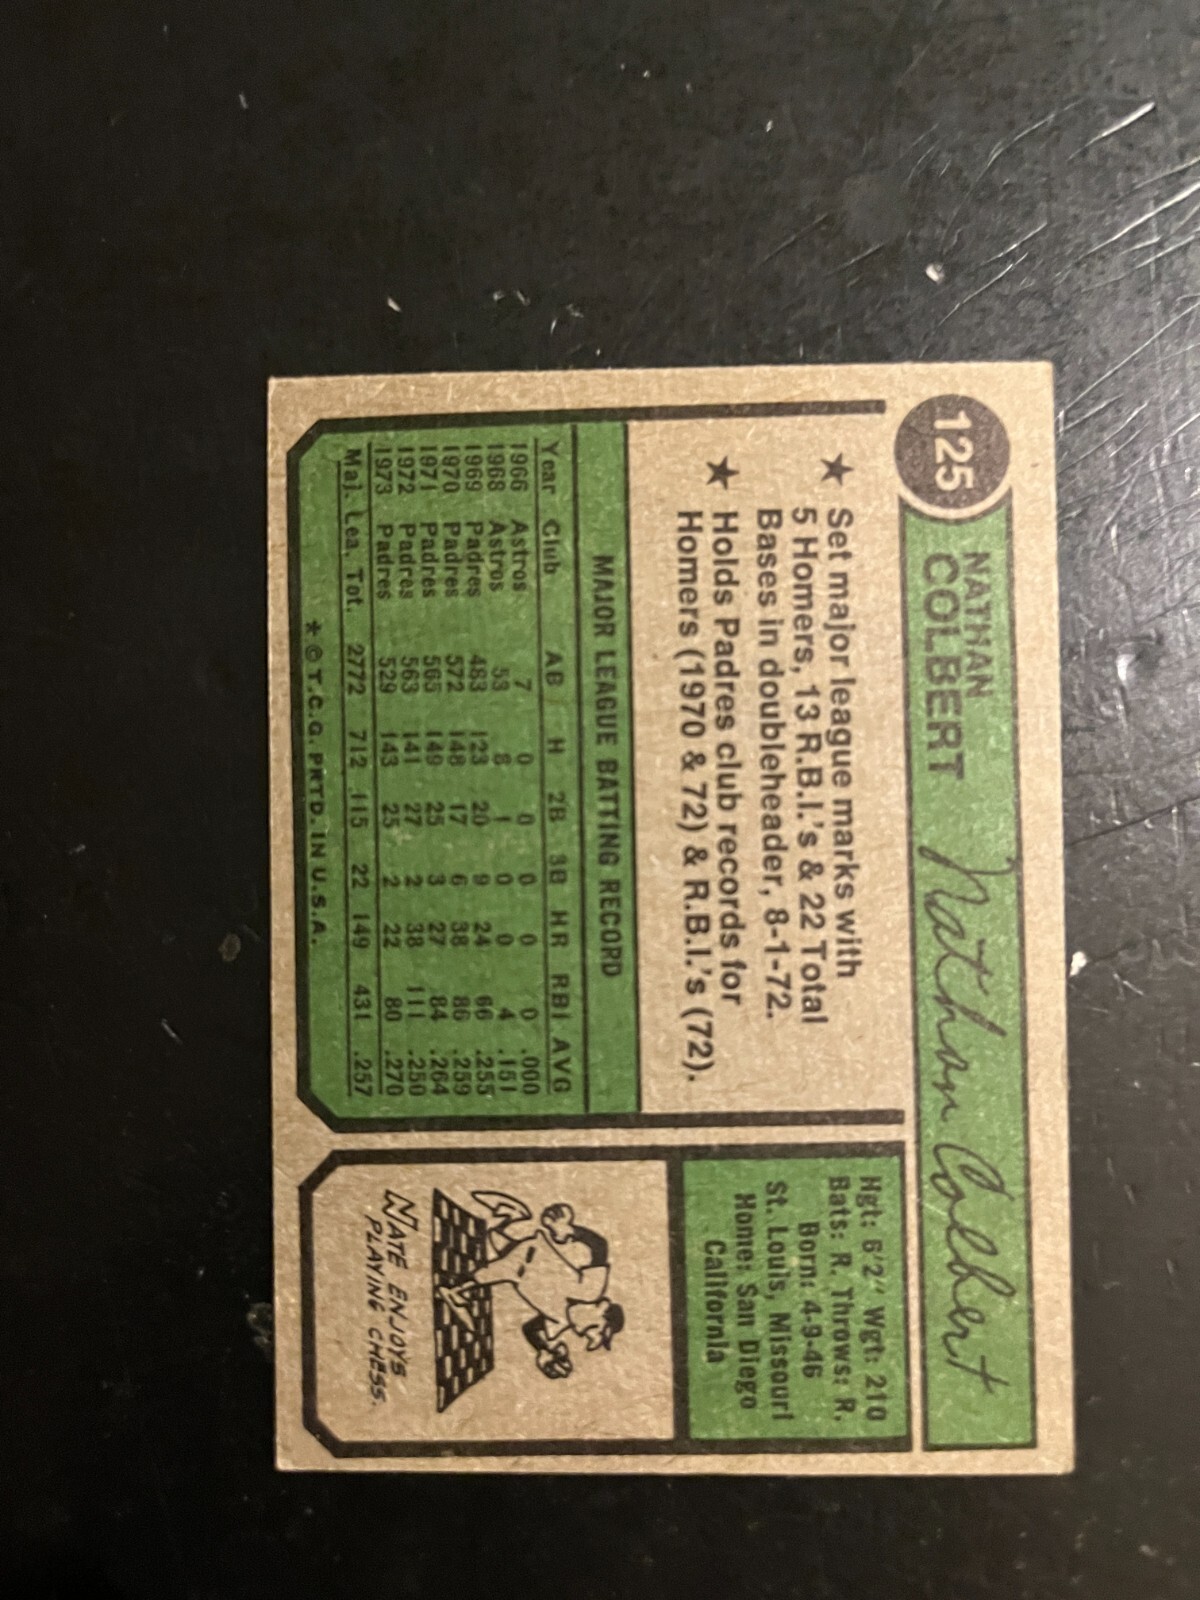 125
NATHAN
COLBERT
Nathan Colbert
★ Set major league marks with
5 Homers, 13 R.B.I.'s & 22 Total
Bases in doubleheader, 8-1-72.
★ Holds Padres club records for
Homers (1970 & 72) & R.B.I.'s (72).
Hgt: 6'2" Wgt: 210
Bats: R. Throws: R.
Born: 4-9-46
St. Louis, Missouri
Home: San Diego
California
MAJOR LEAGUE BATTING RECORD
Year Club AB H 2B 3B HR RBI AVG
1966 Astros 7 0 0 0 0 0 .000
1968 Astros 53 8 1 0 0 4 .151
1969 Padres 483 123 20 9 24 66 .255
1970 Padres 572 148 17 6 38 86 .259
1971 Padres 565 149 25 3 27 84 .264
1972 Padres 563 141 27 2 38 111 .250
1973 Padres 529 143 25 2 22 80 .270
Maj. Lea. Tot. 2772 712 115 22 149 431 .257
* © T.C.G. PRTD. IN U.S.A.
NATE ENJOYS
PLAYING CHESS.